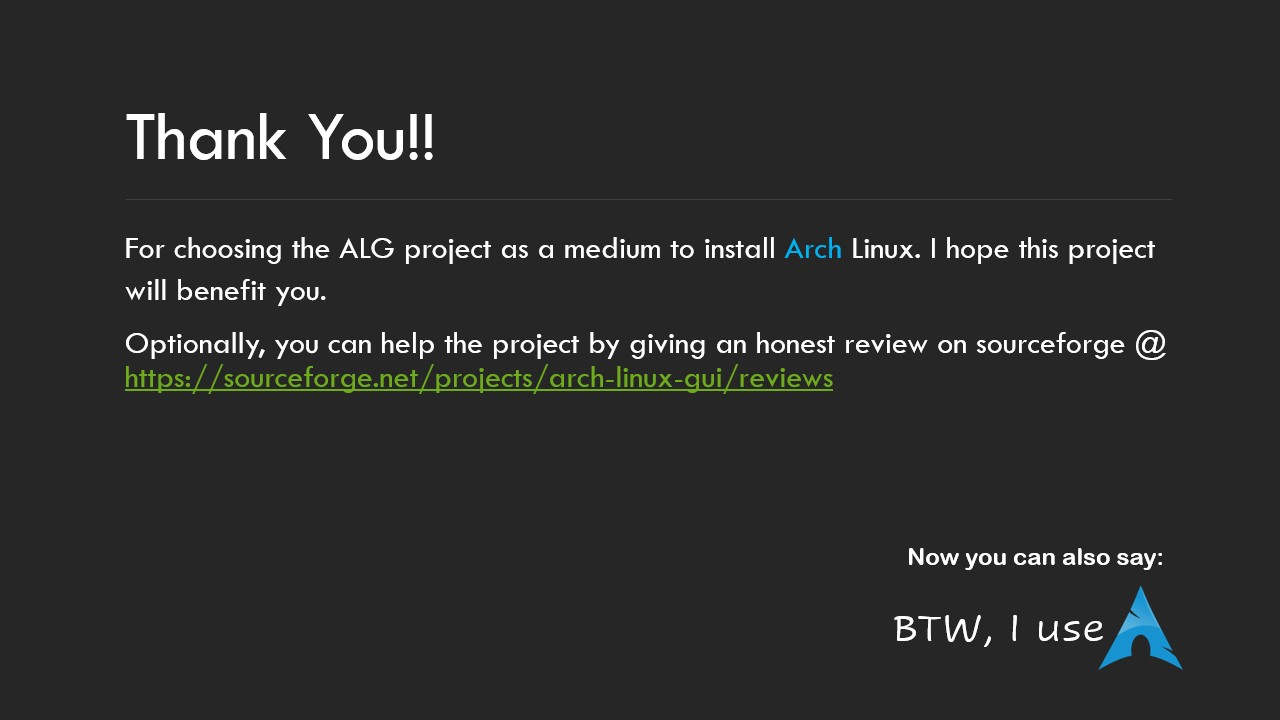 Thank You!!
For choosing the ALG project as a medium to install Arch Linux. I hope this project
will benefit you.
Optionally, you can help the project by giving an honest review on sourceforge @
https://sourceforge.net/projects/arch-linux-gui/reviews
Now you can also say:
BTW, I use